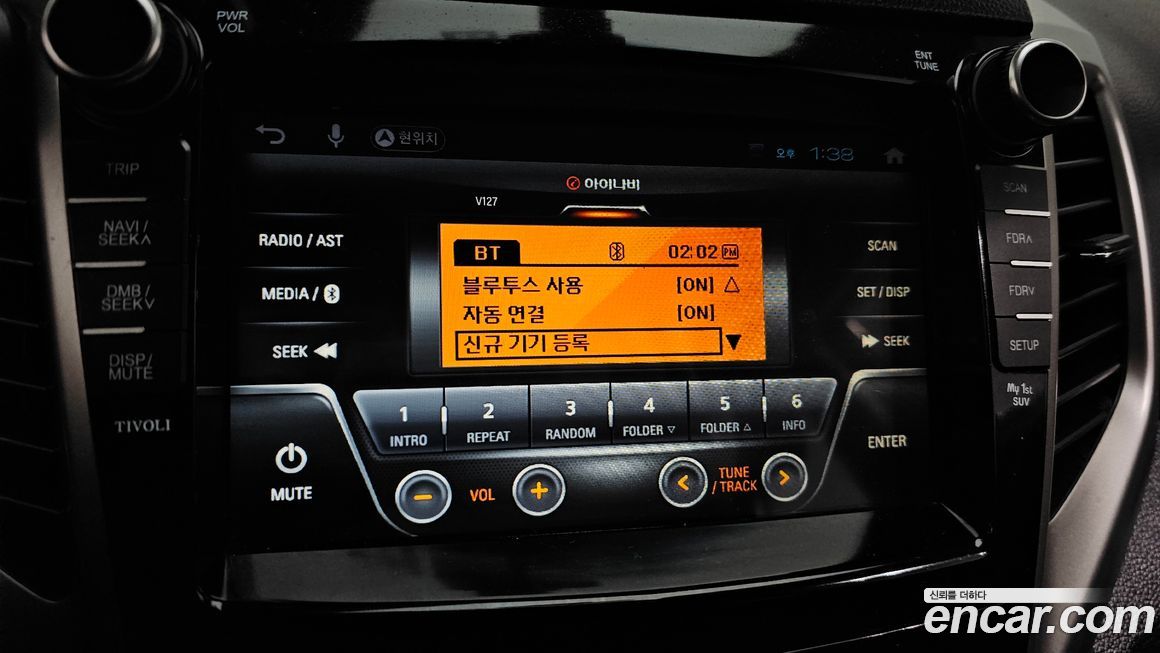 PWR
VOL
ENT
TUNE
현위치
오후 1:38
TRIP
NAVI /
SEEK∧
DMB /
SEEK∨
DISP/
MUTE
TIVOLI
아이나비
V127
RADIO / AST
MEDIA /
SEEK ◀◀
MUTE
BT 02:02 PM
블루투스 사용 [ON] △
자동 연결 [ON]
신규 기기 등록 ▼
1 INTRO
2 REPEAT
3 RANDOM
4 FOLDER ▽
5 FOLDER △
6 INFO
− VOL +
< TUNE
/ TRACK >
SCAN
SET / DISP
▶▶ SEEK
ENTER
SCAN
FDR∧
FDR∨
SETUP
My 1st
SUV
신뢰를 더하다
encar.com